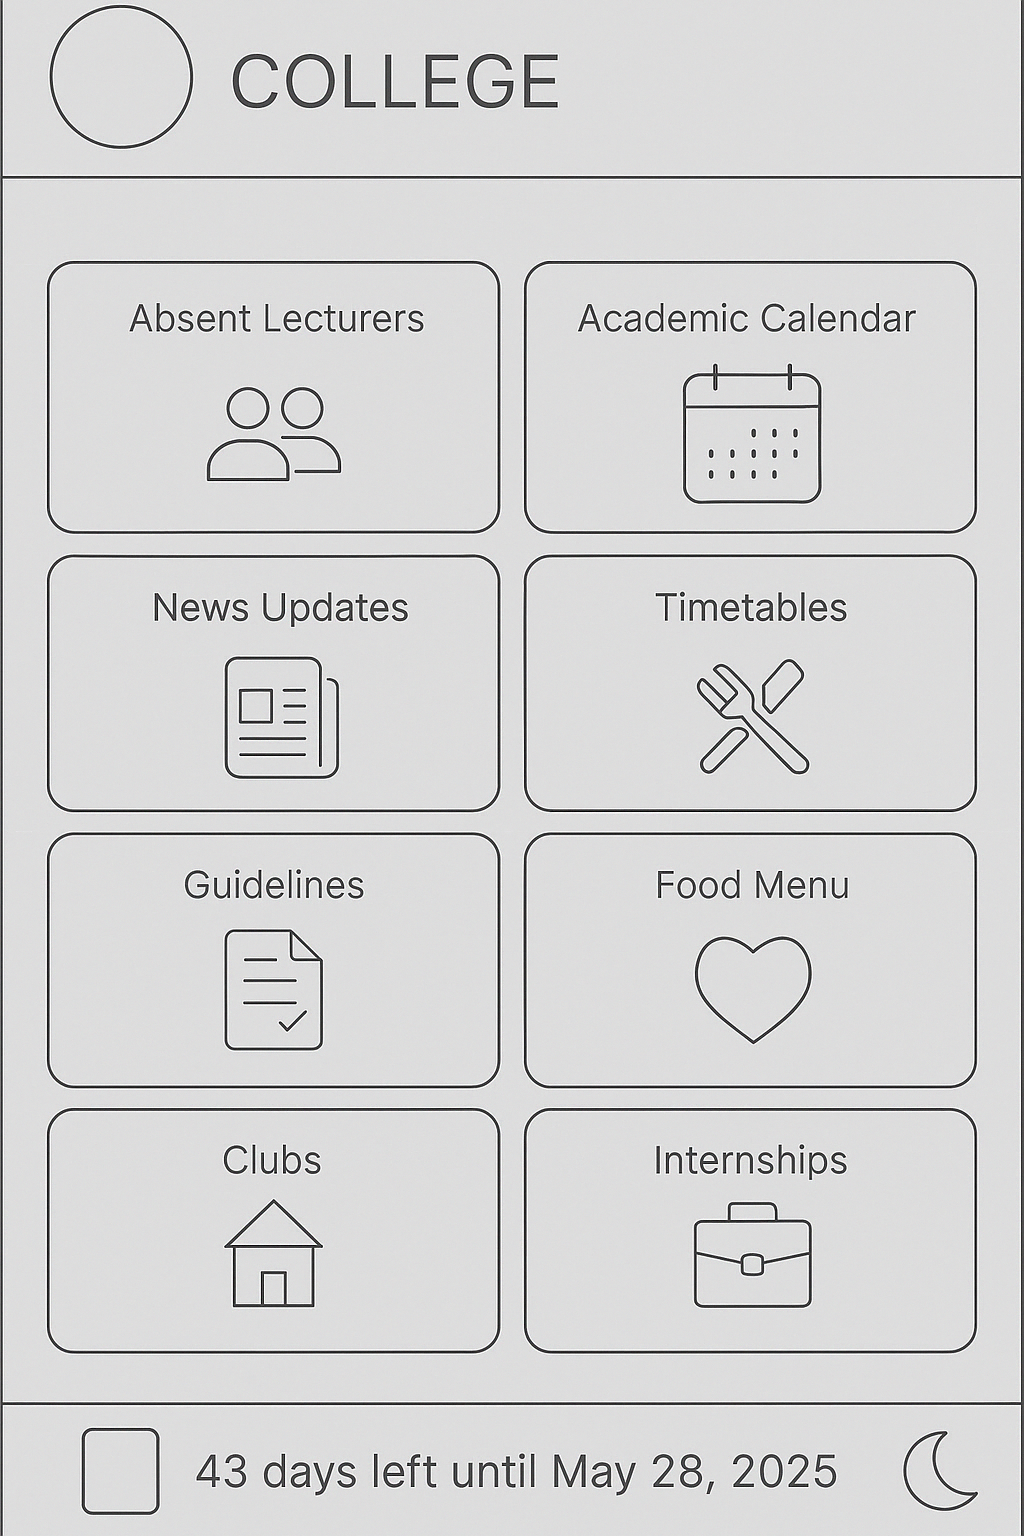 COLLEGE
Absent Lecturers
Academic Calendar
News Updates
Timetables
Guidelines
Food Menu
Clubs
Internships
43 days left until May 28, 2025